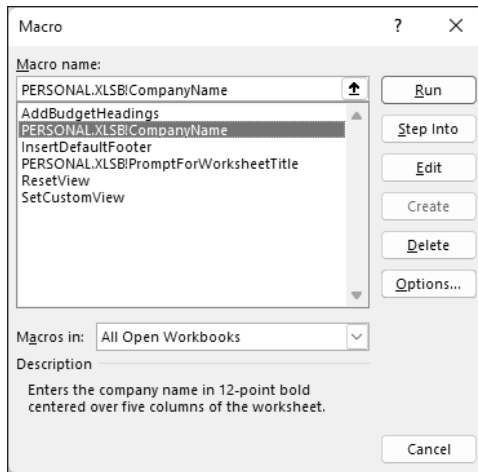 Macro
?
Macro name:
PERSONAL.XLSB!CompanyName
Run
AddBudgetHeadings
PERSONAL.XLSB!CompanyName
Step Into
InsertDefaultFooter
PERSONAL.XLSB!PromptForWorksheetTitle
Edit
ResetView
SetCustomView
Create
Delete
Options...
Macros in: All Open Workbooks
Description
Enters the company name in 12-point bold
centered over five columns of the worksheet.
Cancel